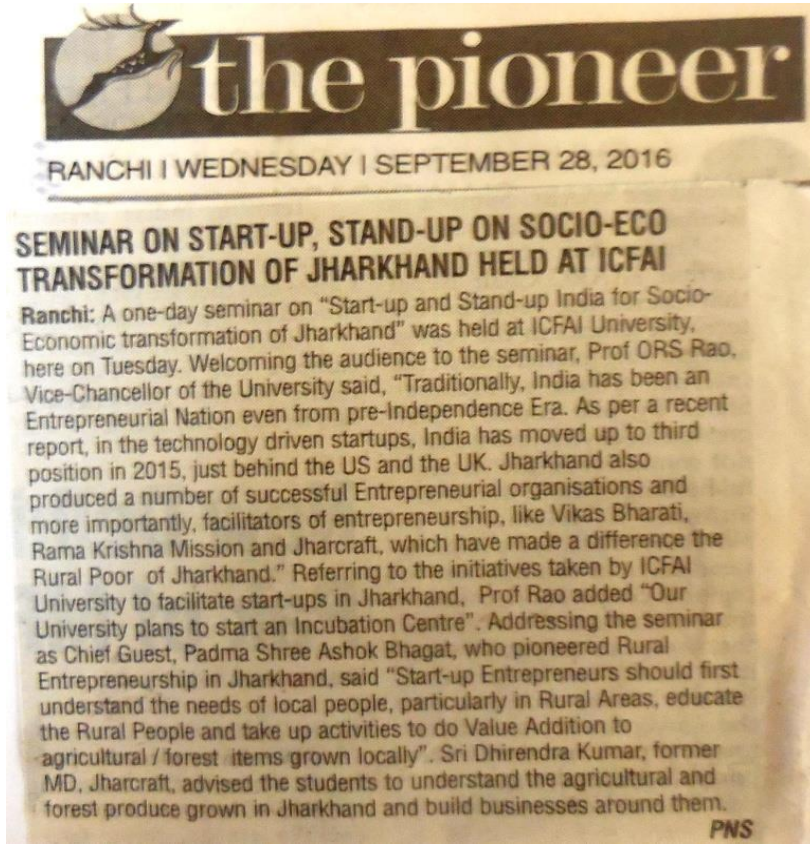 the pioneer
RANCHI I WEDNESDAY I SEPTEMBER 28, 2016
SEMINAR ON START-UP, STAND-UP ON SOCIO-ECO
TRANSFORMATION OF JHARKHAND HELD AT ICFAI
Ranchi: A one-day seminar on "Start-up and Stand-up India for Socio-
Economic transformation of Jharkhand" was held at ICFAI University,
here on Tuesday. Welcoming the audience to the seminar, Prof ORS Rao,
Vice-Chancellor of the University said, "Traditionally, India has been an
Entrepreneurial Nation even from pre-Independence Era. As per a recent
report, in the technology driven startups, India has moved up to third
position in 2015, just behind the US and the UK. Jharkhand also
produced a number of successful Entrepreneurial organisations and
more importantly, facilitators of entrepreneurship, like Vikas Bharati,
Rama Krishna Mission and Jharcraft, which have made a difference the
Rural Poor of Jharkhand." Referring to the initiatives taken by ICFAI
University to facilitate start-ups in Jharkhand, Prof Rao added "Our
University plans to start an Incubation Centre". Addressing the seminar
as Chief Guest, Padma Shree Ashok Bhagat, who pioneered Rural
Entrepreneurship in Jharkhand, said "Start-up Entrepreneurs should first
understand the needs of local people, particularly in Rural Areas, educate
the Rural People and take up activities to do Value Addition to
agricultural / forest items grown locally". Sri Dhirendra Kumar, former
MD, Jharcraft, advised the students to understand the agricultural and
forest produce grown in Jharkhand and build businesses around them.
PNS